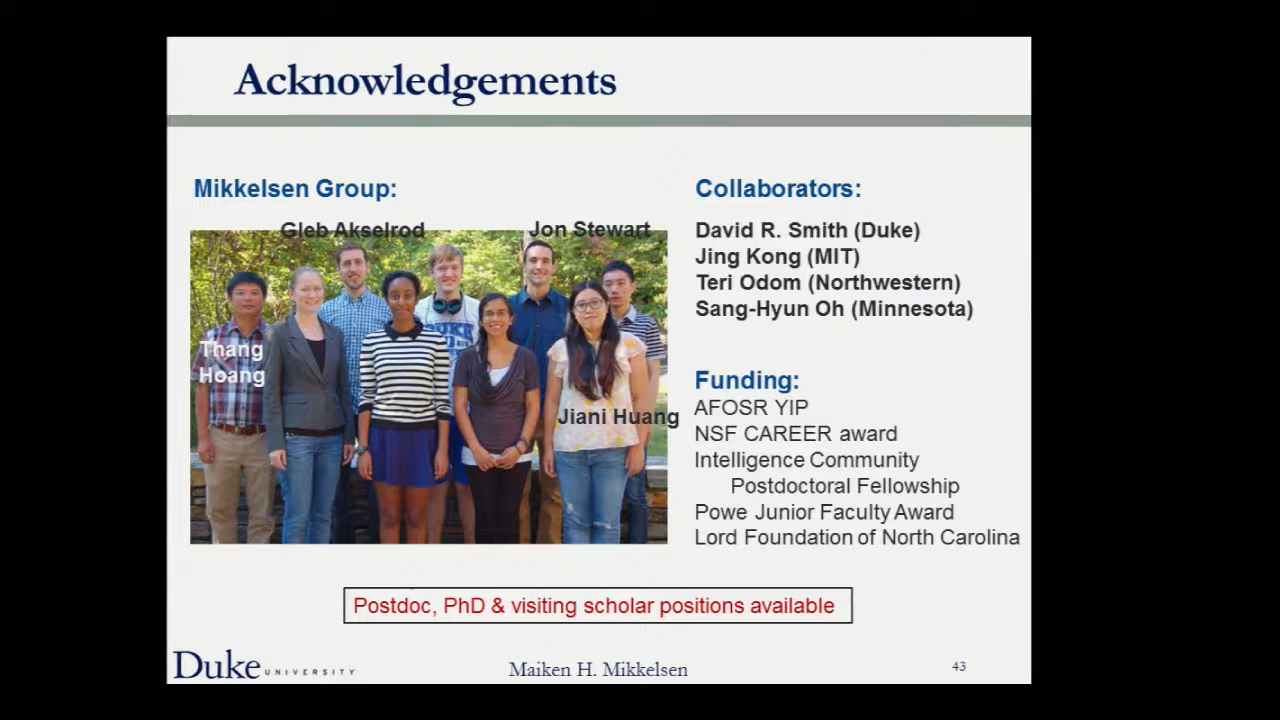 Acknowledgements
Mikkelsen Group:
Gleb Akselrod
Jon Stewart
Thang
Hoang
Jiani Huang
Collaborators:
David R. Smith (Duke)
Jing Kong (MIT)
Teri Odom (Northwestern)
Sang-Hyun Oh (Minnesota)
Funding:
AFOSR YIP
NSF CAREER award
Intelligence Community
Postdoctoral Fellowship
Powe Junior Faculty Award
Lord Foundation of North Carolina
Postdoc, PhD & visiting scholar positions available
Duke UNIVERSITY
Maiken H. Mikkelsen
43